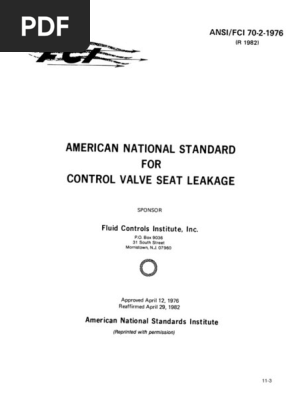 PDF
ANSI/FCI 70-2-1976
(R 1982)
FCI
AMERICAN NATIONAL STANDARD
FOR
CONTROL VALVE SEAT LEAKAGE
SPONSOR
Fluid Controls Institute, Inc.
P.O. Box 9036
31 South Street
Morristown, N.J. 07960
Approved April 12, 1976
Reaffirmed April 29, 1982
American National Standards Institute
(Reprinted with permission)
11-3